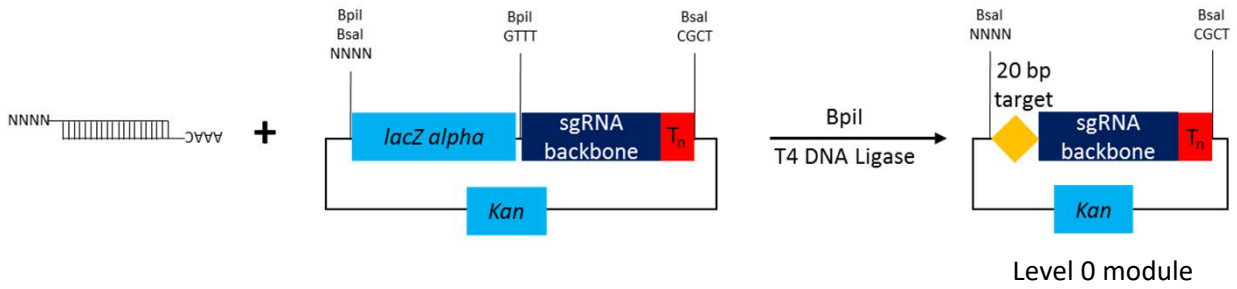 BpiI
BsaI
NNNN
BpiI
GTTT
BsaI
CGCT
BsaI
NNNN
BsaI
CGCT
NNNN
CAAA
+
lacZ alpha
sgRNA
backbone
Tn
Kan
BpiI
T4 DNA Ligase
20 bp
target
sgRNA
backbone
Tn
Kan
Level 0 module